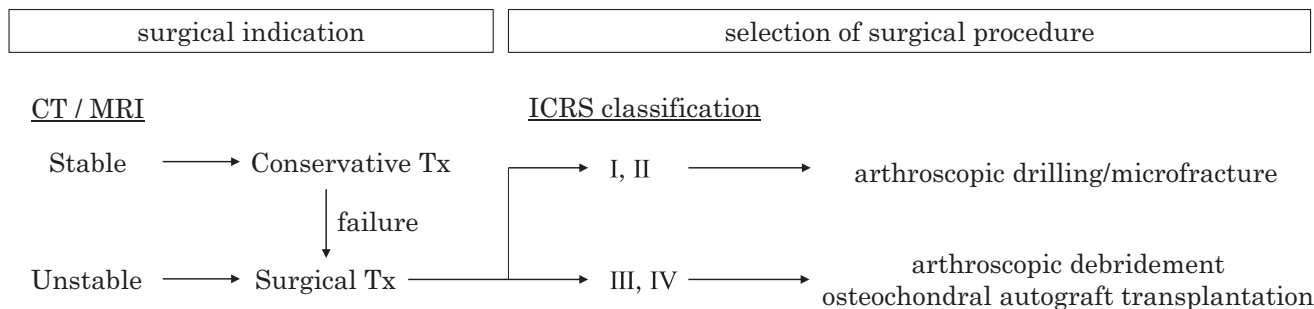 surgical indication
selection of surgical procedure
CT / MRI
ICRS classification
Stable
Conservative Tx
I, II
arthroscopic drilling/microfracture
failure
Unstable
Surgical Tx
III, IV
arthroscopic debridement
osteochondral autograft transplantation